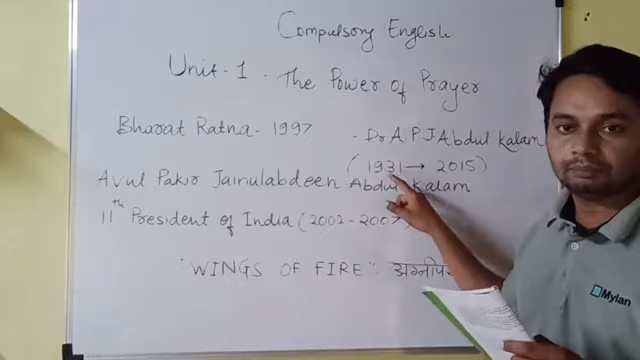 Compulsory English
Unit-1 . The Power of Prayer
Bharat Ratna - 1997 - Dr A.P J Abdul Kalam
( 1931 → 2015 )
Avul Pakir Jainulabdeen Abdul Kalam
11th President of India (2002-2007)
"WINGS OF FIRE".
Mylan